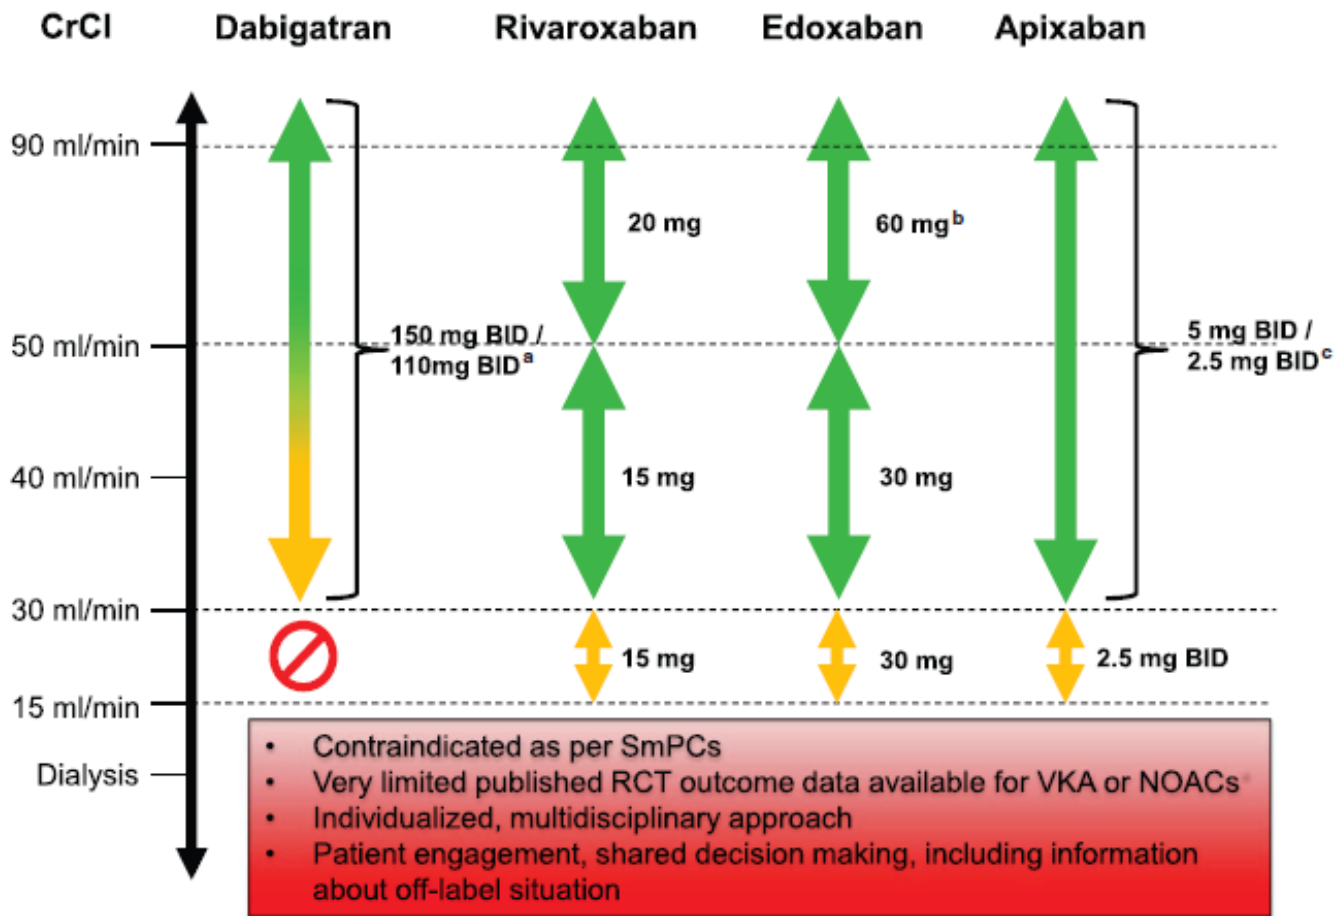 CrCl Dabigatran Rivaroxaban Edoxaban Apixaban
90 ml/min
20 mg
60 mgᵇ
50 ml/min
150 mg BID /
110mg BIDᵃ
5 mg BID /
2.5 mg BIDᶜ
40 ml/min
15 mg
30 mg
30 ml/min
15 mg
30 mg
2.5 mg BID
15 ml/min
Dialysis
• Contraindicated as per SmPCs
• Very limited published RCT outcome data available for VKA or NOACs
• Individualized, multidisciplinary approach
• Patient engagement, shared decision making, including information
about off-label situation